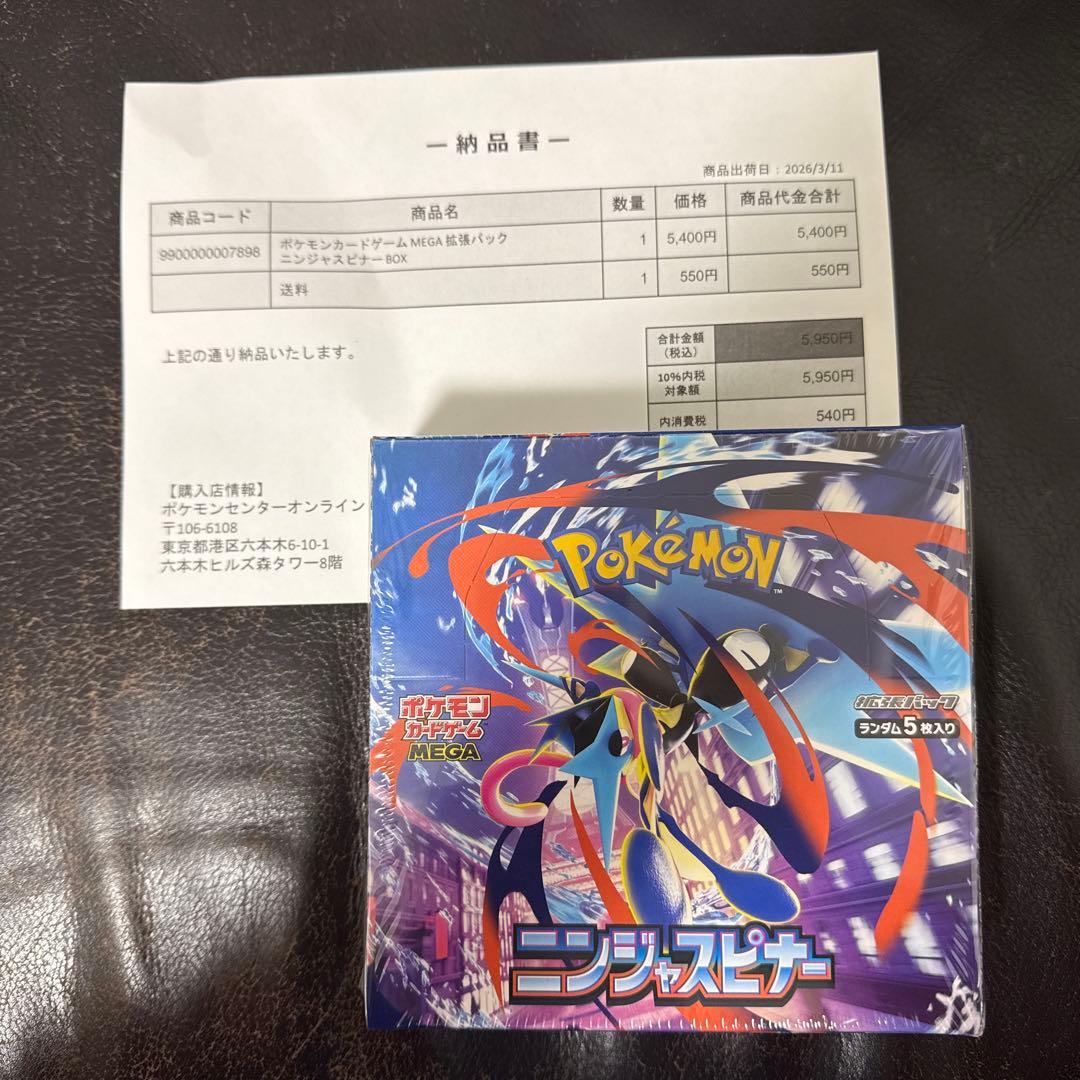 ー納品書ー
商品出荷日：2026/3/11
商品コード 商品名 数量 価格 商品代金合計
9900000007898 ポケモンカードゲーム MEGA 拡張パック
ニンジャスピナー BOX 1 5,400円 5,400円
送料 1 550円 550円
上記の通り納品いたします。
合計金額
（税込） 5,950円
10%内税
対象額 5,950円
内消費税 540円
【購入店情報】
ポケモンセンターオンライン
〒106-6108
東京都港区六本木6-10-1
六本木ヒルズ森タワー8階
POKéMON
TM
ポケモン
カードゲーム
MEGA
拡張パック
ランダム5枚入り
ニンジャスピナー